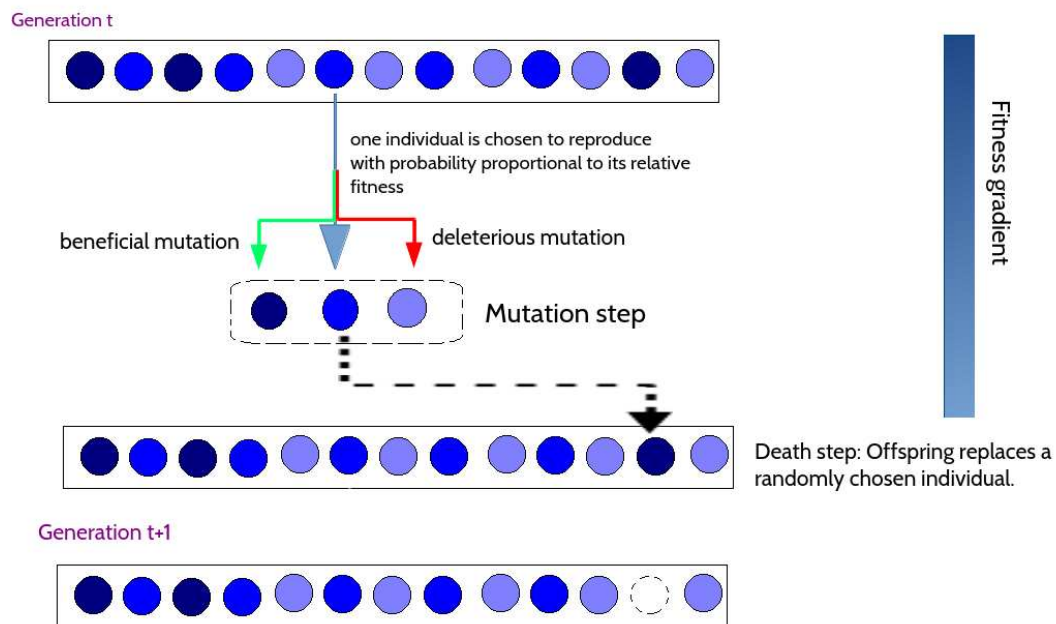 Generation t
one individual is chosen to reproduce
with probability proportional to its relative
fitness
beneficial mutation
deleterious mutation
Mutation step
Fitness gradient
Death step: Offspring replaces a
randomly chosen individual.
Generation t+1